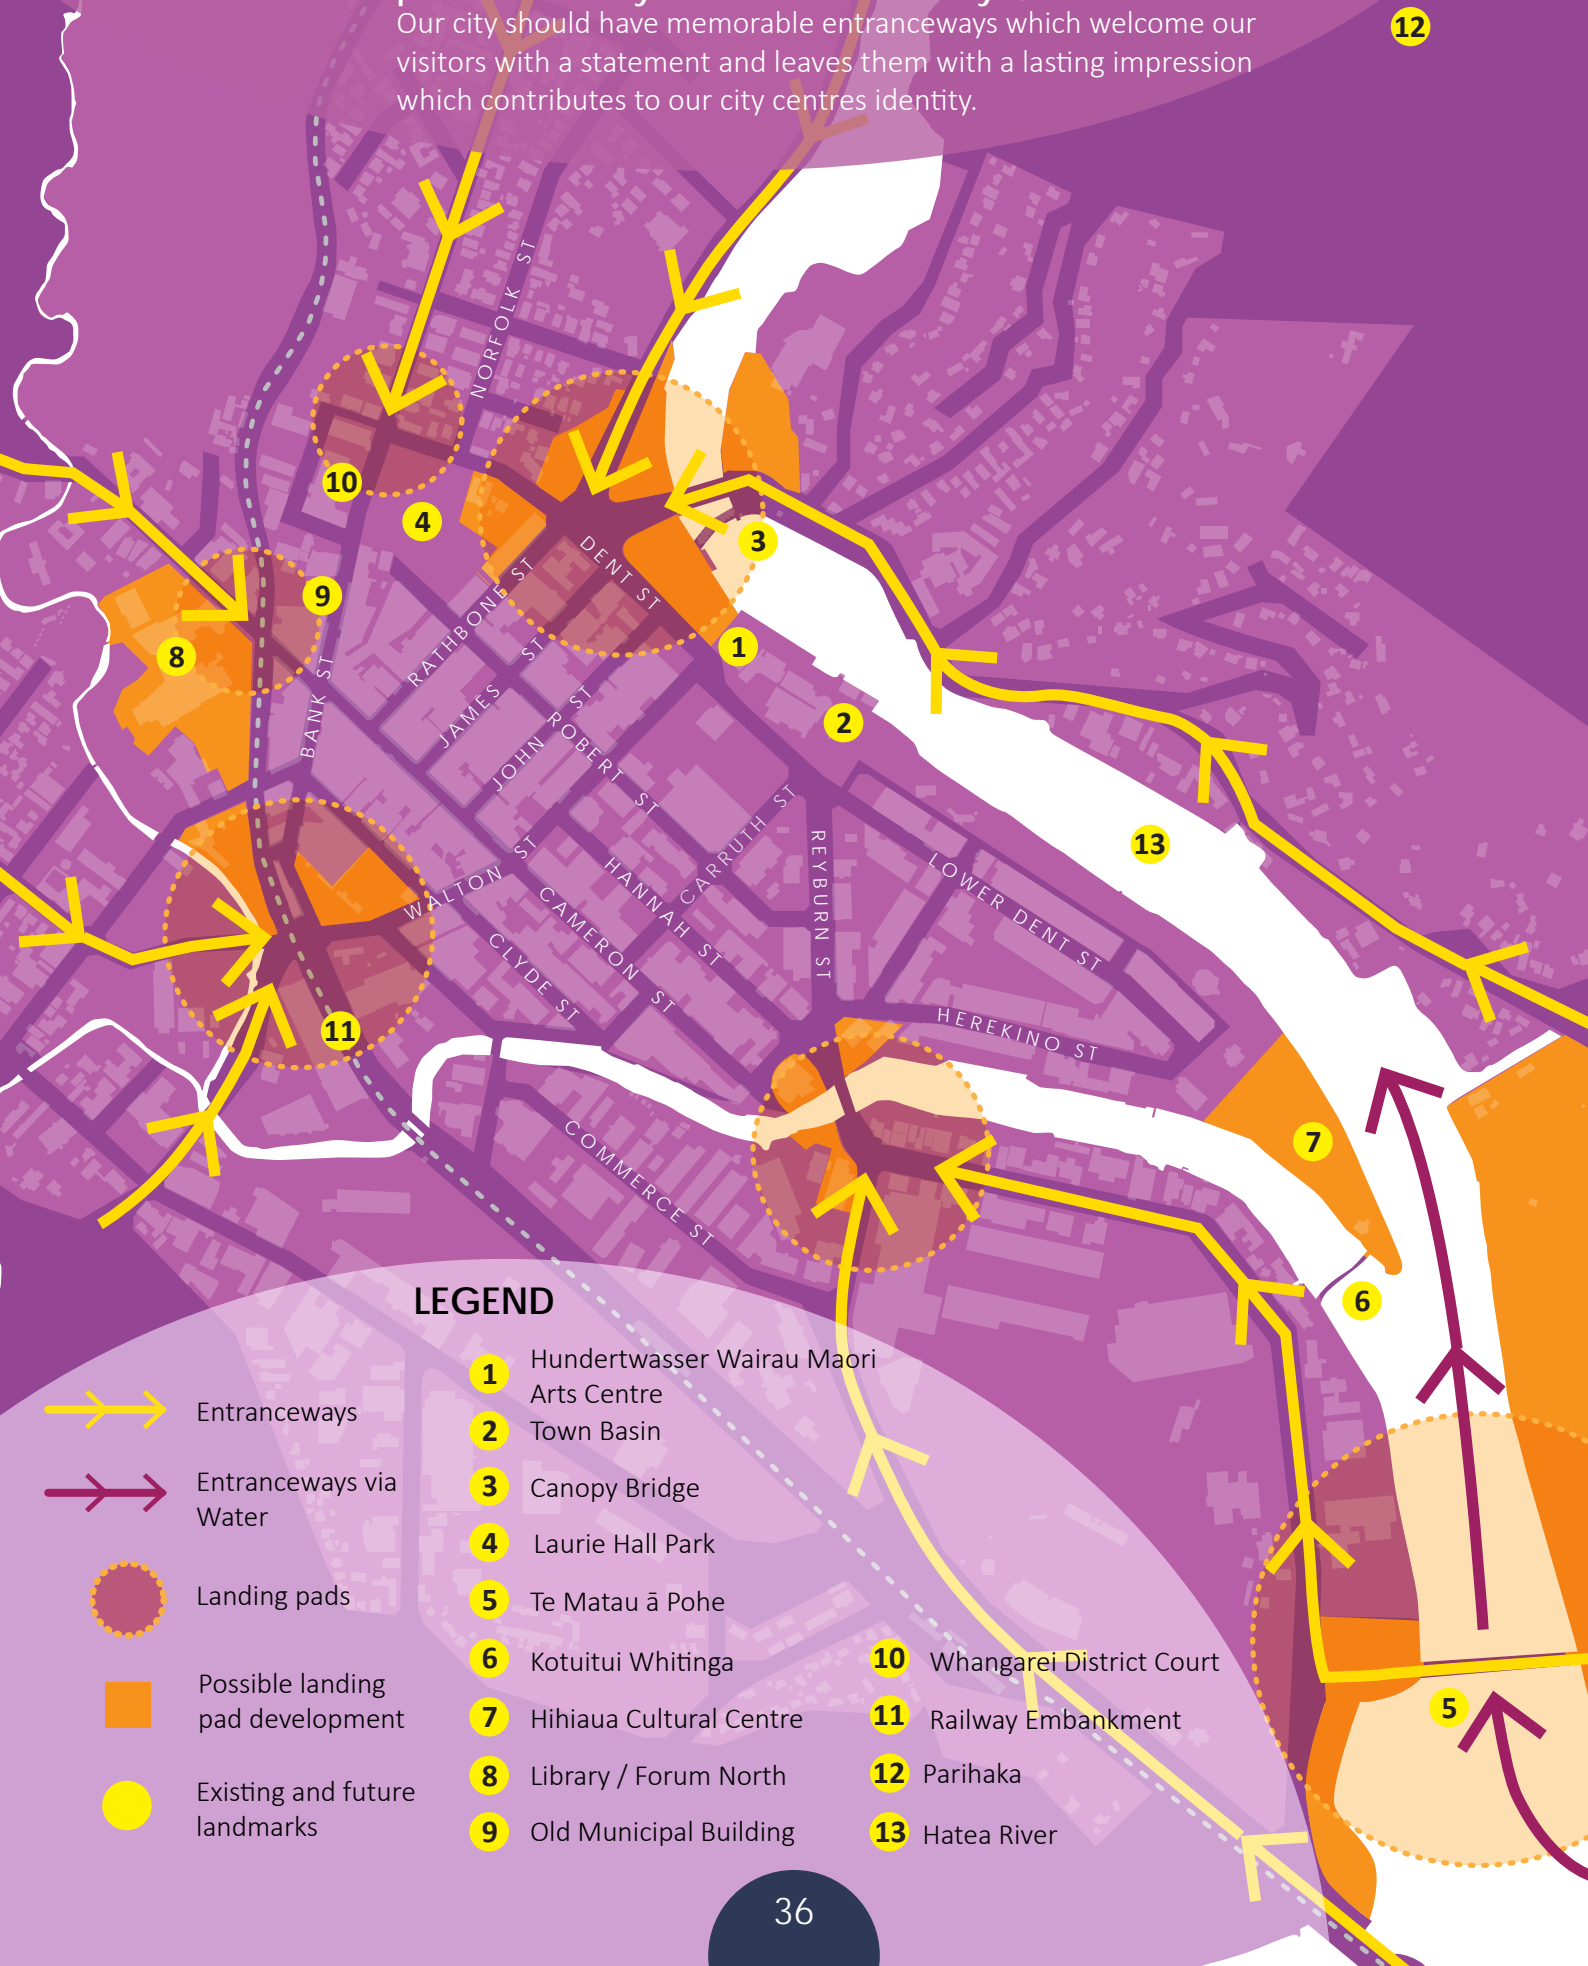 Our city should have memorable entranceways which welcome our
visitors with a statement and leaves them with a lasting impression
which contributes to our city centres identity.
12
NORFOLK ST
10
4
3
DENT ST
RATHBONE ST
9
8
1
JAMES ST
JOHN ST
ROBERT ST
BANK ST
2
13
CARRUTH ST
REYBURN ST
LOWER DENT ST
WALTON ST
HANNAH ST
CAMERON ST
CLYDE ST
11
HEREKINO ST
COMMERCE ST
7
6
5
LEGEND
Entranceways
Entranceways via
Water
Landing pads
Possible landing
pad development
Existing and future
landmarks
1 Hundertwasser Wairau Maori
Arts Centre
2 Town Basin
3 Canopy Bridge
4 Laurie Hall Park
5 Te Matau ā Pohe
6 Kotuitui Whitinga
7 Hihiaua Cultural Centre
8 Library / Forum North
9 Old Municipal Building
10 Whangarei District Court
11 Railway Embankment
12 Parihaka
13 Hatea River
36